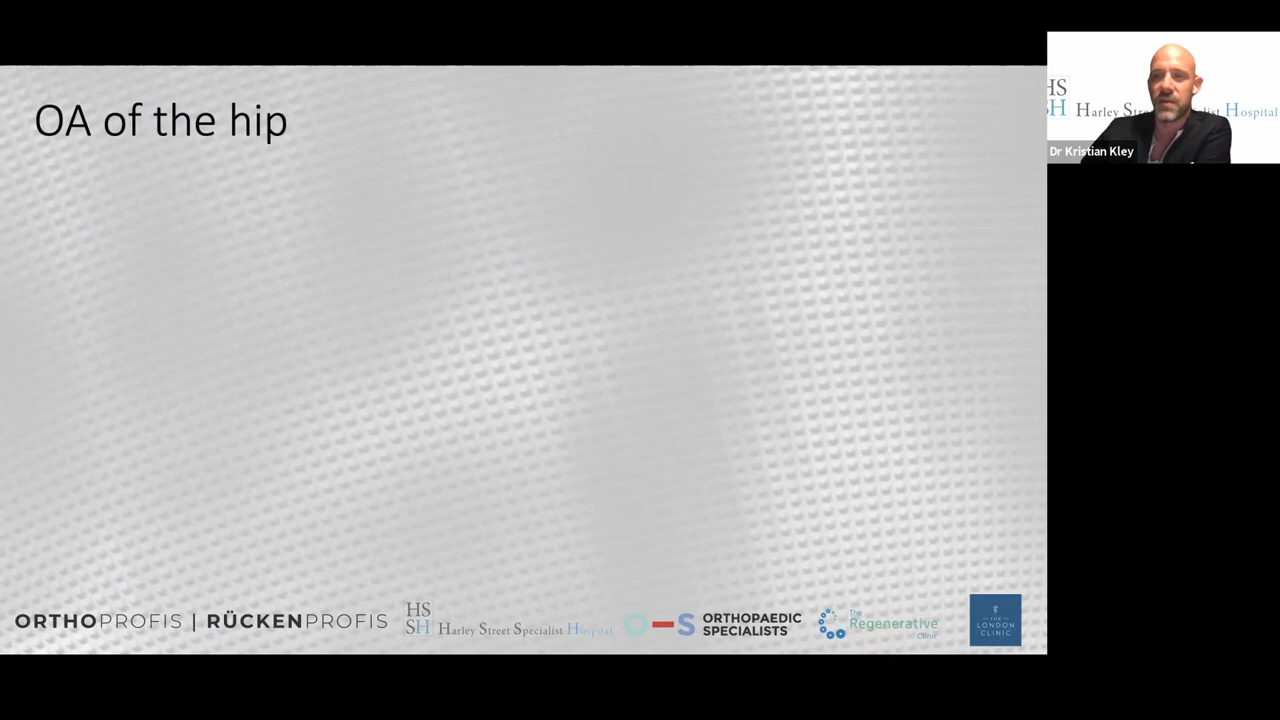 OA of the hip
HS
SH Harley Street Specialist Hospital
Dr Kristian Kley
ORTHOPROFIS | RÜCKENPROFIS
HS
SH Harley Street Specialist Hospital
O-S ORTHOPAEDIC
SPECIALISTS
The
Regenerative
Clinic
THE
LONDON
CLINIC